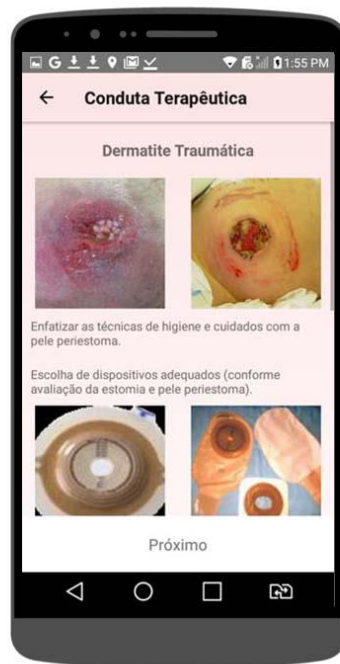 1:55 PM
Conduta Terapêutica
Dermatite Traumática
Enfatizar as técnicas de higiene e cuidados com a
pele periestoma.
Escolha de dispositivos adequados (conforme
avaliação da estomia e pele periestoma).
Próximo